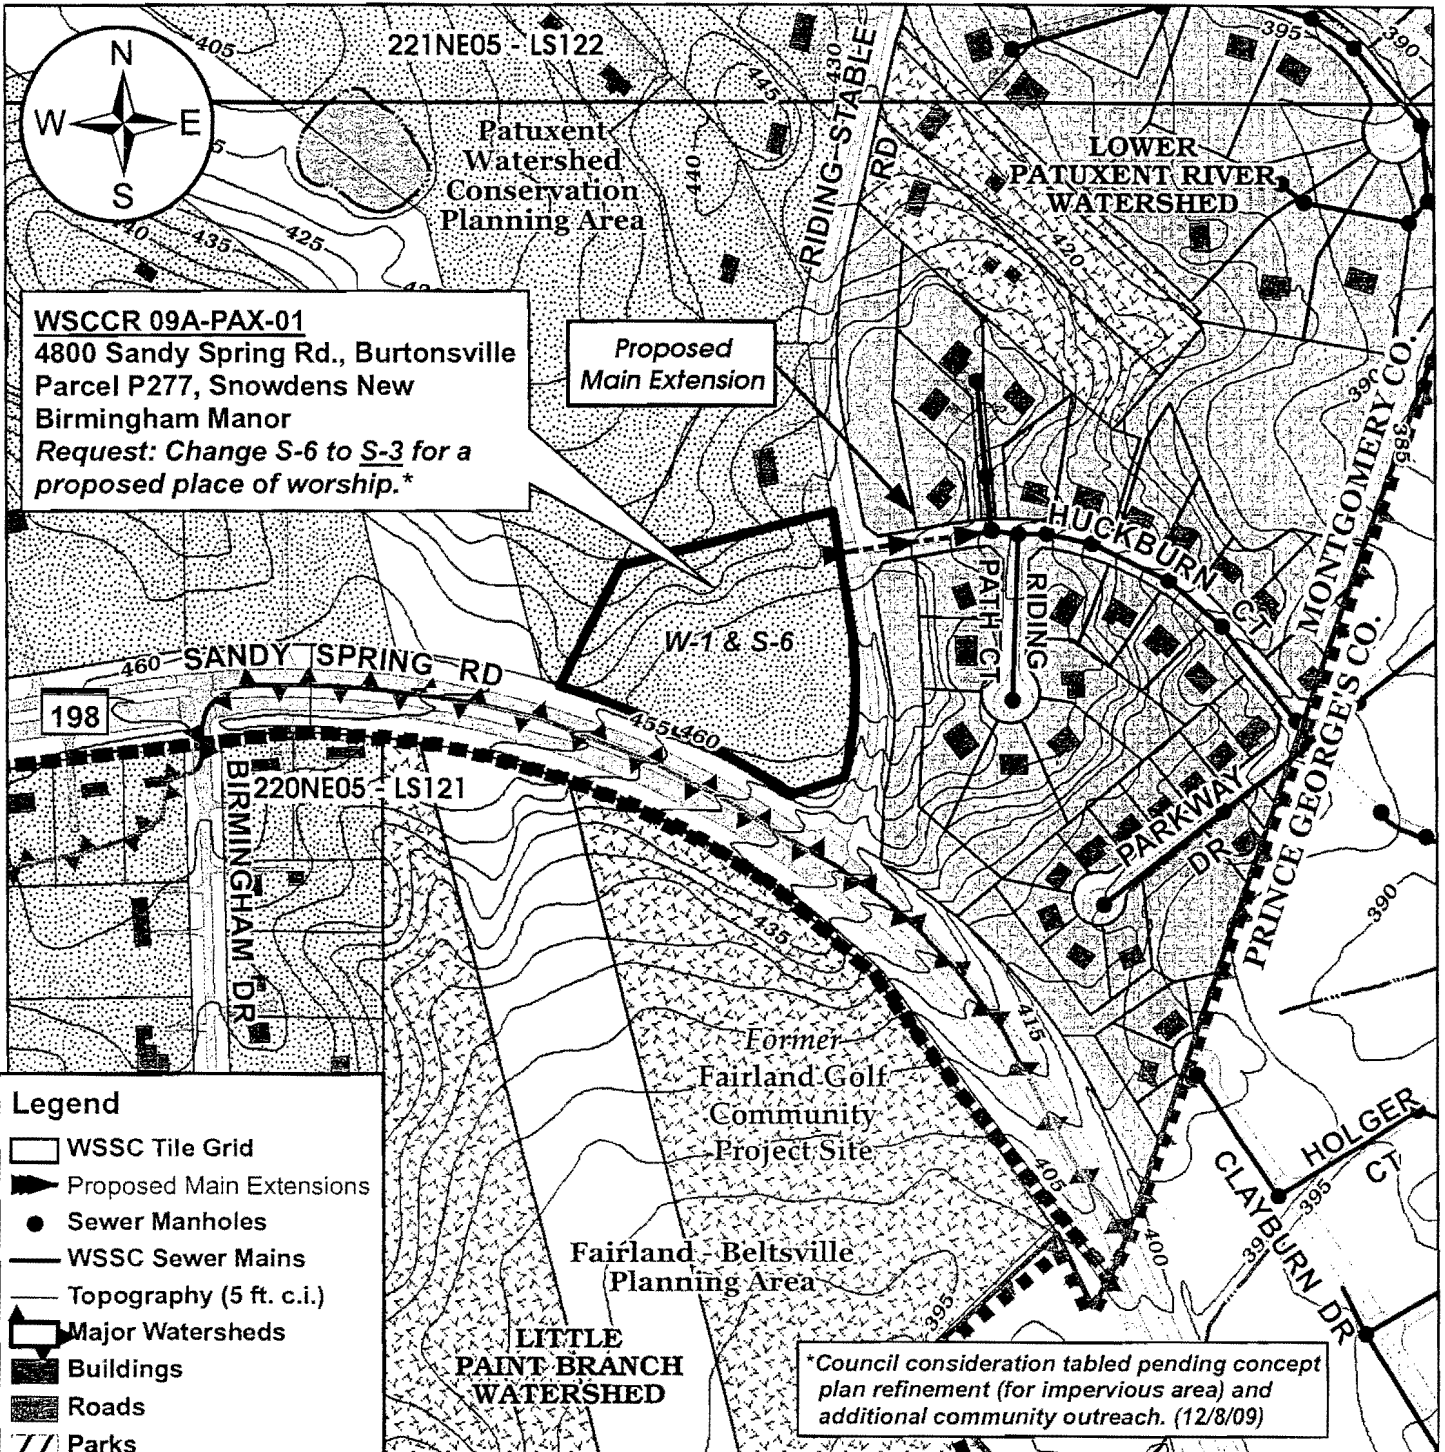 N
W E
S
405
221NE05 - LS122
430
395
390
445
440
Patuxent
Watershed
Conservation
Planning Area
RIDING STABLE
RD
LOWER
PATUXENT RIVER
WATERSHED
435
425
420
WSCCR 09A-PAX-01
4800 Sandy Spring Rd., Burtonsville
Parcel P277, Snowdens New
Birmingham Manor
Request: Change S-6 to S-3 for a
proposed place of worship.*
Proposed
Main Extension
390
385
MONTGOMERY CO.
PRINCE GEORGE'S CO.
HUCKBURN CT
PATH CT
RIDING
W-1 & S-6
460
SANDY SPRING RD
198
455
460
220NE05 - LS121
BIRMINGHAM DR
PARKWAY
DR
390
435
415
Former
Fairland Golf
Community
Project Site
405
HOLGER
CT
CLAYBURN DR
395
400
Fairland - Beltsville
Planning Area
395
LITTLE
PAINT BRANCH
WATERSHED
Legend
WSSC Tile Grid
Proposed Main Extensions
Sewer Manholes
WSSC Sewer Mains
Topography (5 ft. c.i.)
Major Watersheds
Buildings
Roads
Parks
*Council consideration tabled pending concept
plan refinement (for impervious area) and
additional community outreach. (12/8/09)